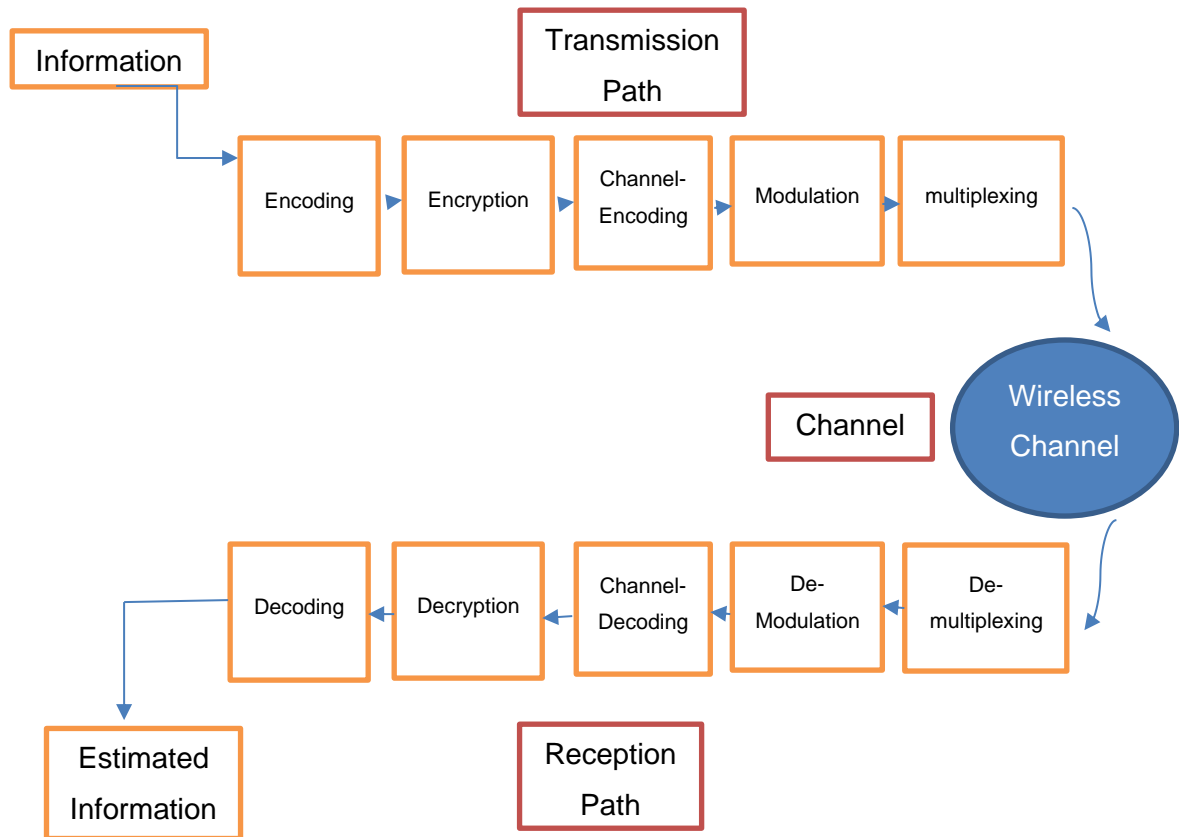 Information
Transmission
Path
Encoding
Encryption
Channel-
Encoding
Modulation
multiplexing
Channel
Wireless
Channel
Decoding
Decryption
Channel-
Decoding
De-
Modulation
De-
multiplexing
Estimated
Information
Reception
Path